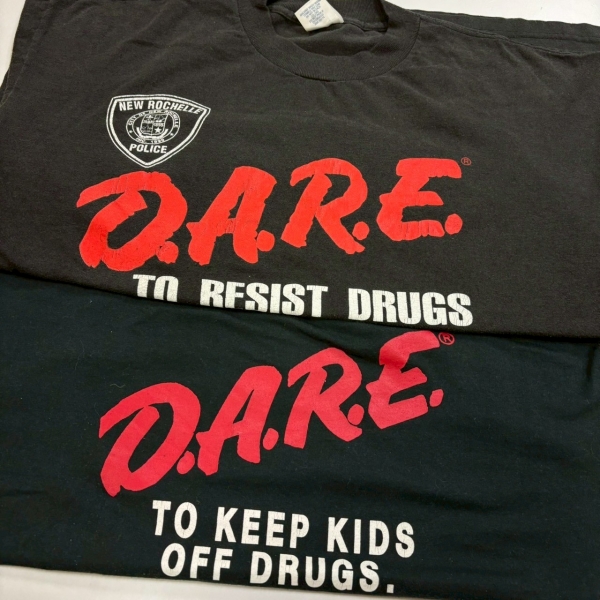 NEW ROCHELLE
POLICE
D.A.R.E.®
TO RESIST DRUGS
D.A.R.E.®
TO KEEP KIDS
OFF DRUGS.